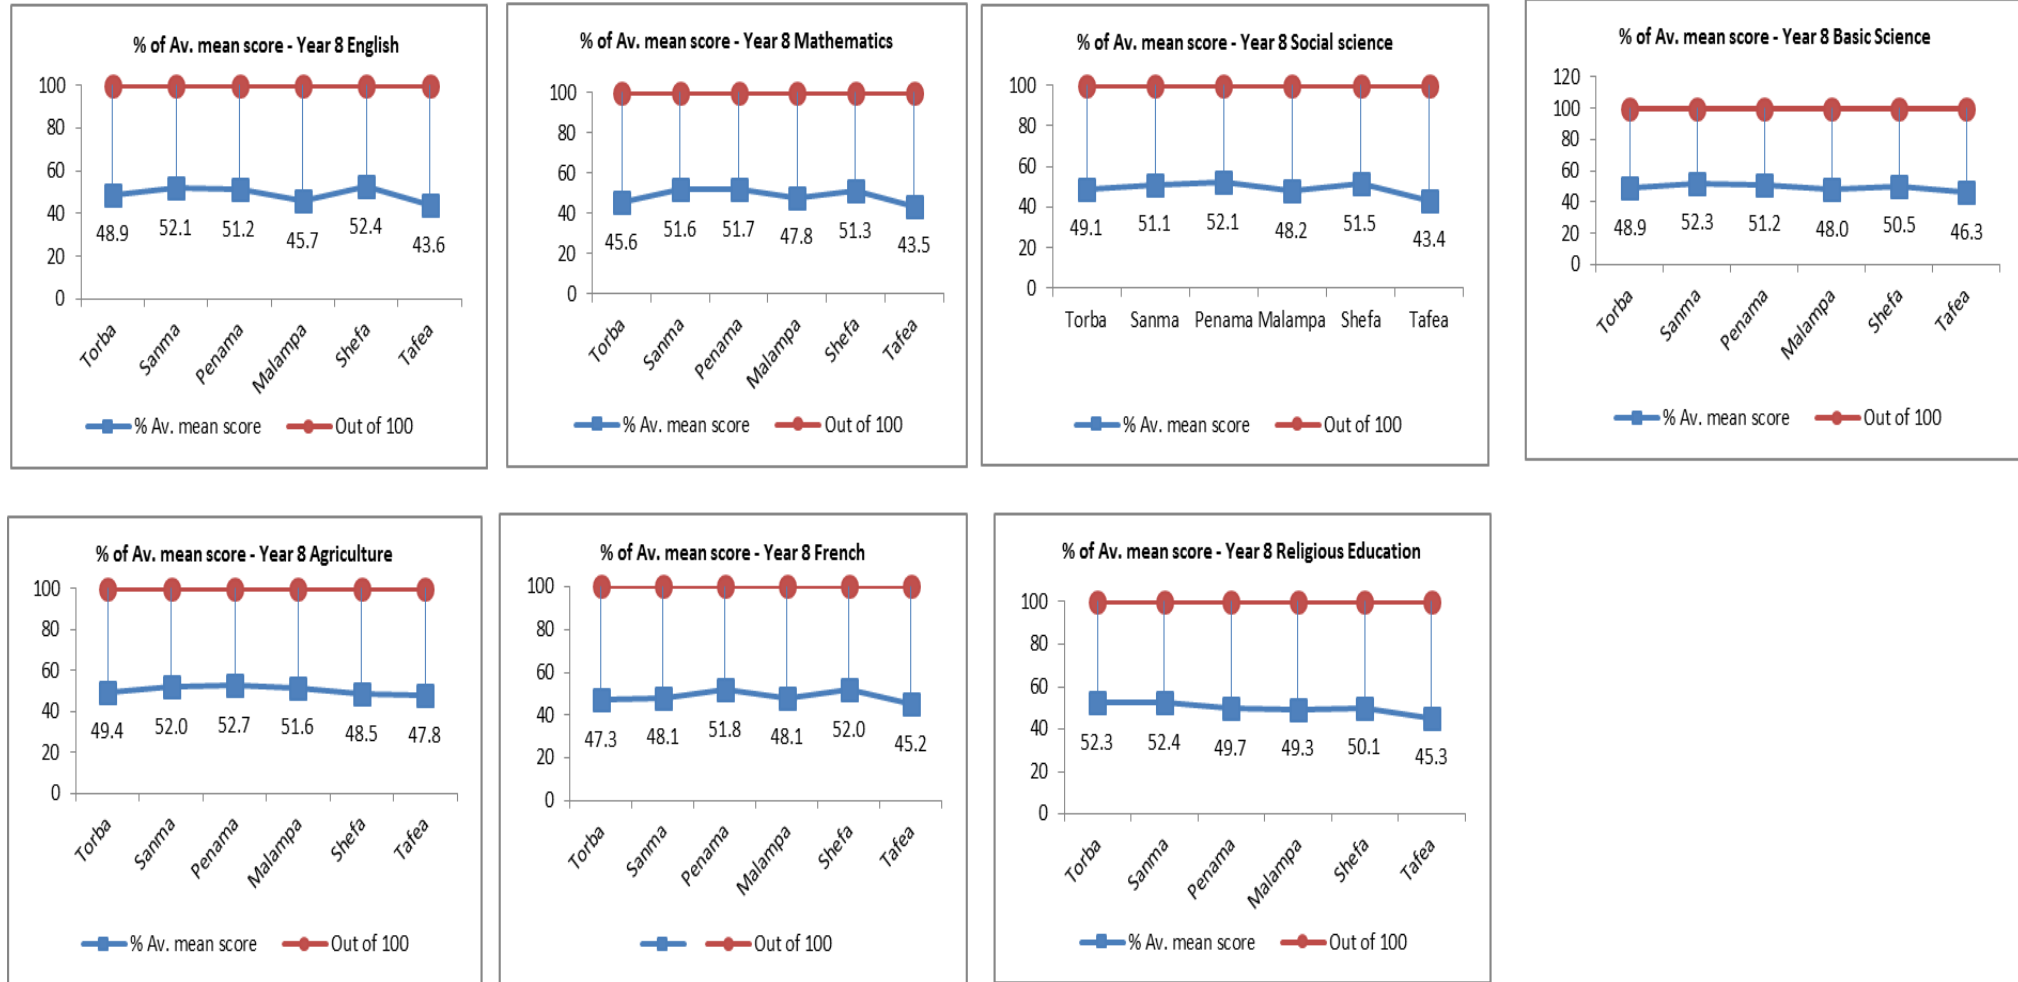 % of Av. mean score - Year 8 English
100
80
60
40
20
0
48.9 52.1 51.2 45.7 52.4 43.6
Torba Sanma Penama Malampa Shefa Tafea
% Av. mean score Out of 100
% of Av. mean score - Year 8 Mathematics
100
80
60
40
20
0
45.6 51.6 51.7 47.8 51.3 43.5
Torba Sanma Penama Malampa Shefa Tafea
% Av. mean score Out of 100
% of Av. mean score - Year 8 Social science
100
80
60
40
20
0
49.1 51.1 52.1 48.2 51.5 43.4
Torba Sanma Penama Malampa Shefa Tafea
% Av. mean score Out of 100
% of Av. mean score - Year 8 Basic Science
120
100
80
60
40
20
0
48.9 52.3 51.2 48.0 50.5 46.3
Torba Sanma Penama Malampa Shefa Tafea
% Av. mean score Out of 100
% of Av. mean score - Year 8 Agriculture
100
80
60
40
20
0
49.4 52.0 52.7 51.6 48.5 47.8
Torba Sanma Penama Malampa Shefa Tafea
% Av. mean score Out of 100
% of Av. mean score - Year 8 French
100
80
60
40
20
0
47.3 48.1 51.8 48.1 52.0 45.2
Torba Sanma Penama Malampa Shefa Tafea
Out of 100
% of Av. mean score - Year 8 Religious Education
100
80
60
40
20
0
52.3 52.4 49.7 49.3 50.1 45.3
Torba Sanma Penama Malampa Shefa Tafea
% Av. mean score Out of 100